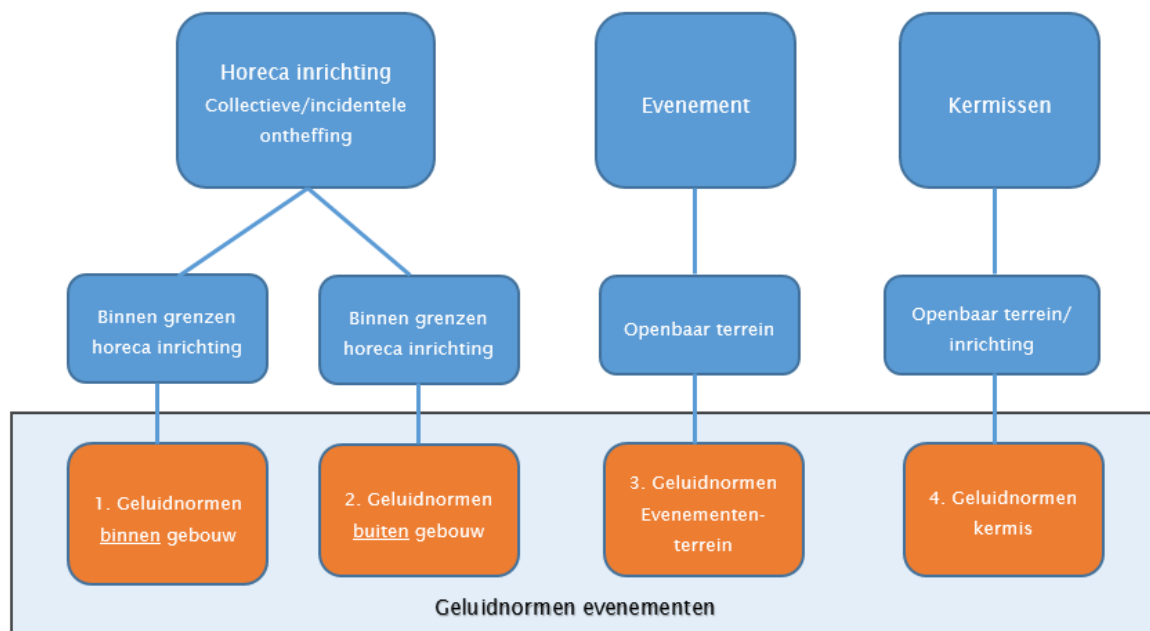 Horeca inrichting
Collectieve/incidentele
ontheffing
Evenement
Kermissen
Binnen grenzen
horeca inrichting
Binnen grenzen
horeca inrichting
Openbaar terrein
Openbaar terrein/
inrichting
1. Geluidnormen
binnen gebouw
2. Geluidnormen
buiten gebouw
3. Geluidnormen
Evenementen-
terrein
4. Geluidnormen
kermis
Geluidnormen evenementen